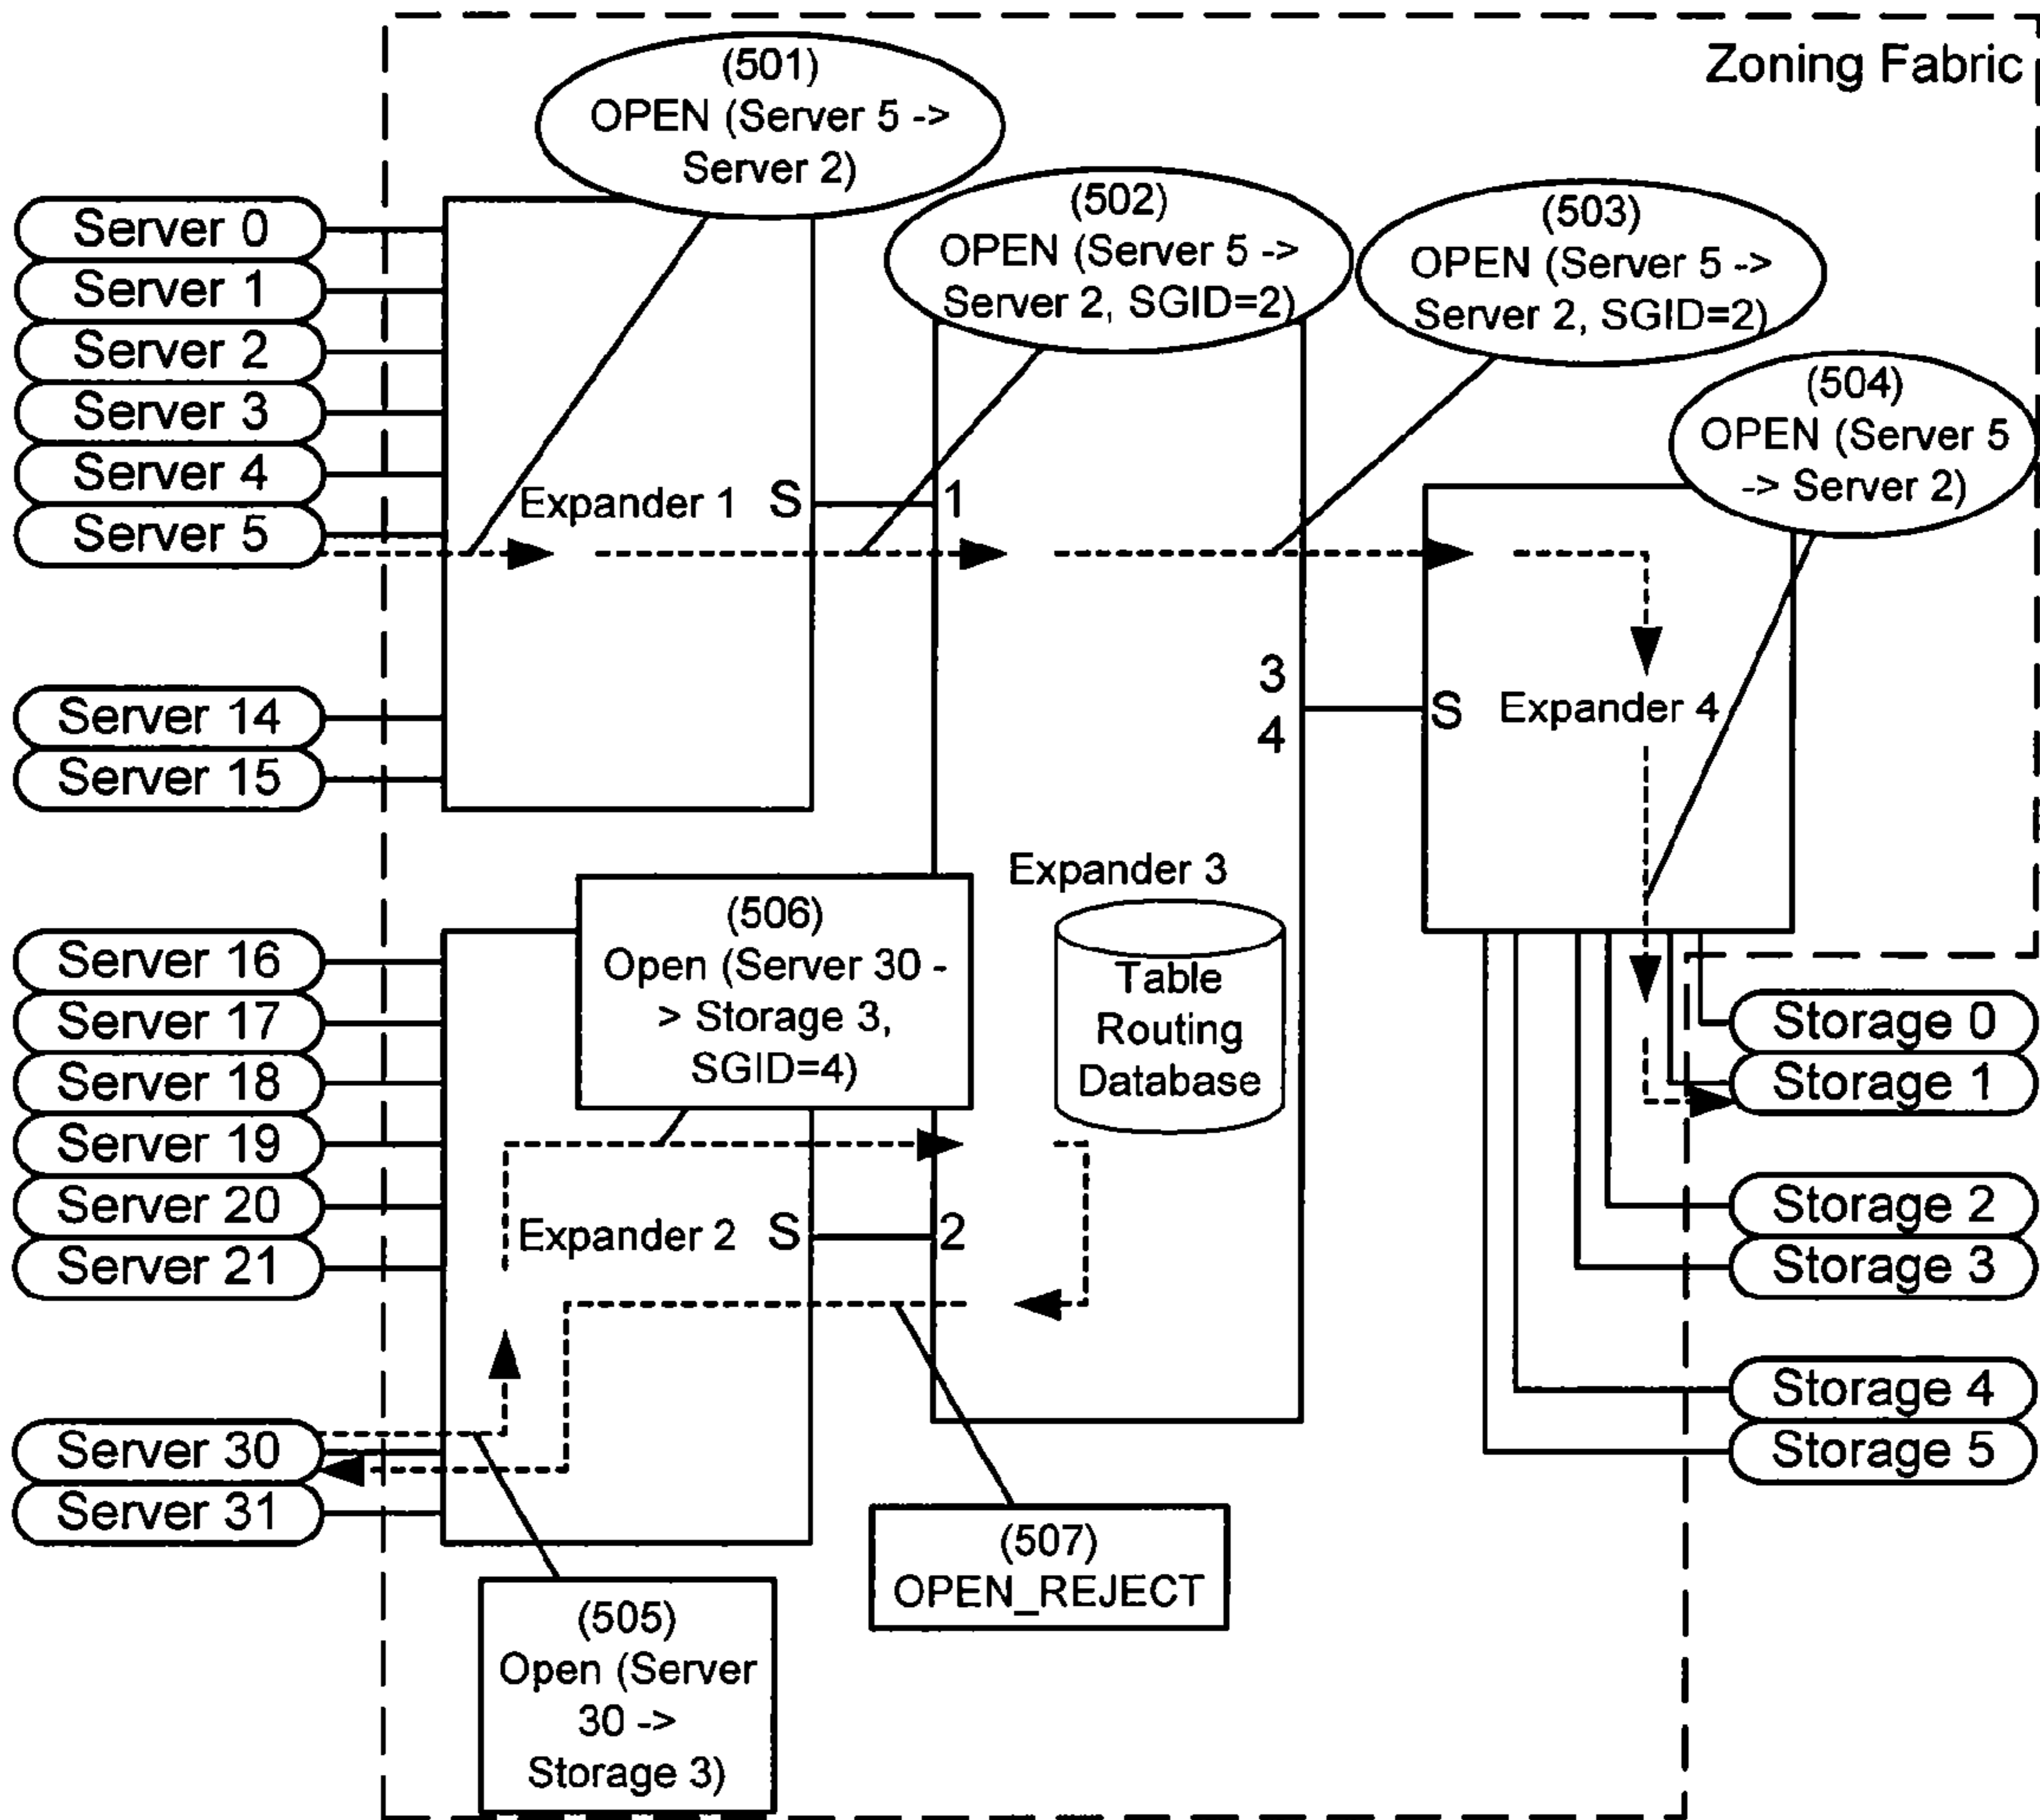 Zoning Fabric
(501)
OPEN (Server 5 ->
Server 2)
(502)
OPEN (Server 5 ->
Server 2, SGID=2)
(503)
OPEN (Server 5 ->
Server 2, SGID=2)
(504)
OPEN (Server 5
-> Server 2)
Server 0
Server 1
Server 2
Server 3
Server 4
Server 5
Expander 1
S
1
Server 14
Server 15
3
4
S
Expander 4
Expander 3
Table
Routing
Database
(506)
Open (Server 30 -
> Storage 3,
SGID=4)
Server 16
Server 17
Server 18
Server 19
Server 20
Server 21
Expander 2
S
2
Storage 0
Storage 1
Storage 2
Storage 3
Storage 4
Storage 5
Server 30
Server 31
(507)
OPEN_REJECT
(505)
Open (Server
30 ->
Storage 3)